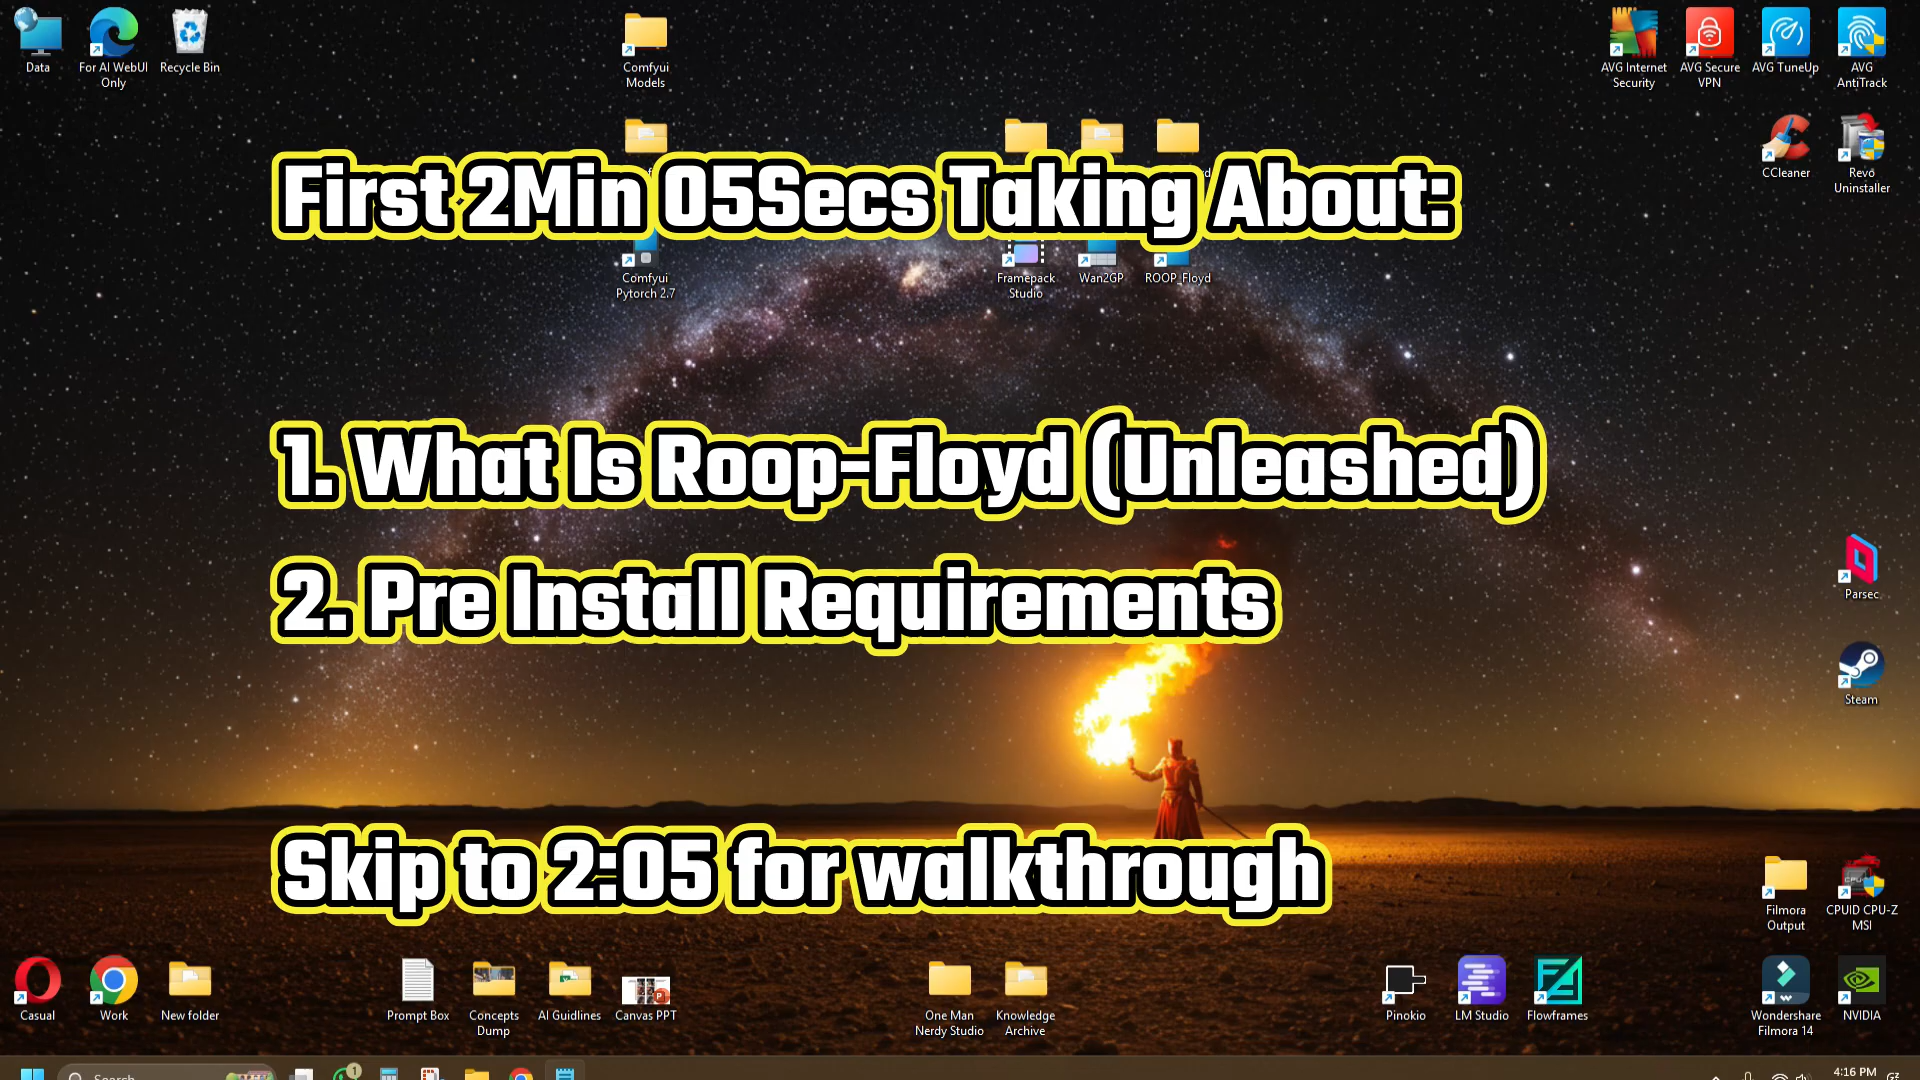 Data
For AI WebUI Only
Recycle Bin
Comfyui Models
AVG Internet Security
AVG Secure VPN
AVG TuneUp
AVG AntiTrack
CCleaner
Revo Uninstaller
First 2Min 05Secs Taking About:
Comfyui Pytorch 2.7
Framepack Studio
Wan2GP
ROOP_Floyd
1. What Is Roop-Floyd (Unleashed)
2. Pre Install Requirements
Parsec
Steam
Skip to 2:05 for walkthrough
Filmora Output
CPUID CPU-Z MSI
Casual
Work
New folder
Prompt Box
Concepts Dump
AI Guidlines
Canvas PPT
One Man Nerdy Studio
Knowledge Archive
Pinokio
LM Studio
Flowframes
Wondershare Filmora 14
NVIDIA
Search
1
4:16 PM